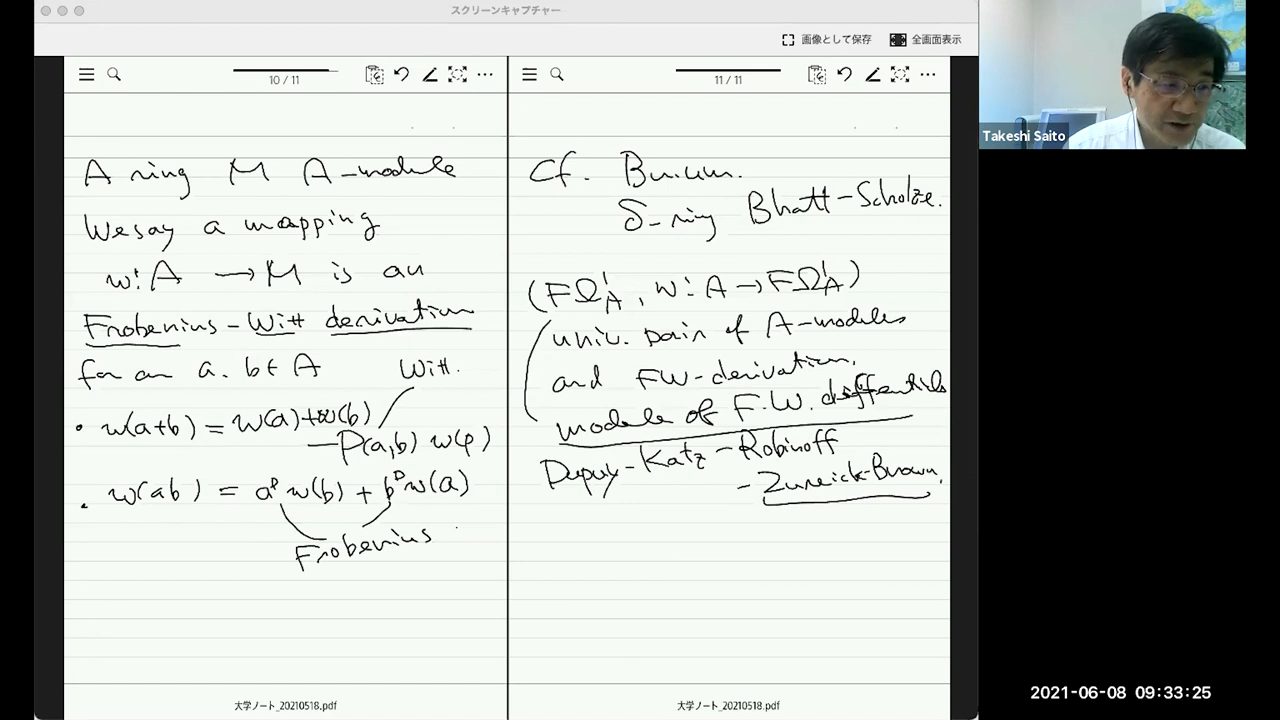 スクリーンキャプチャー
画像として保存 全画面表示
10 / 11
A ring M A-module
We say a mapping
w: A → M is an
Frobenius-Witt derivation
for an a. b ∈ A Witt.
• w(a+b) = w(a)+w(b)
− P(a,b) w(p)
• w(ab) = a^p w(b) + b^p w(a)
Frobenius
大学ノート_20210518.pdf
11 / 11
Cf. Buium.
δ-ring Bhatt-Scholze.
(FΩ^1_A, w: A → FΩ^1_A)
univ. pair of A-modules
and FW-derivation.
module of F.W. differentials
Dupuy-Katz-Rabinoff
- Zureick-Brown.
大学ノート_20210518.pdf
Takeshi Saito
2021-06-08 09:33:25